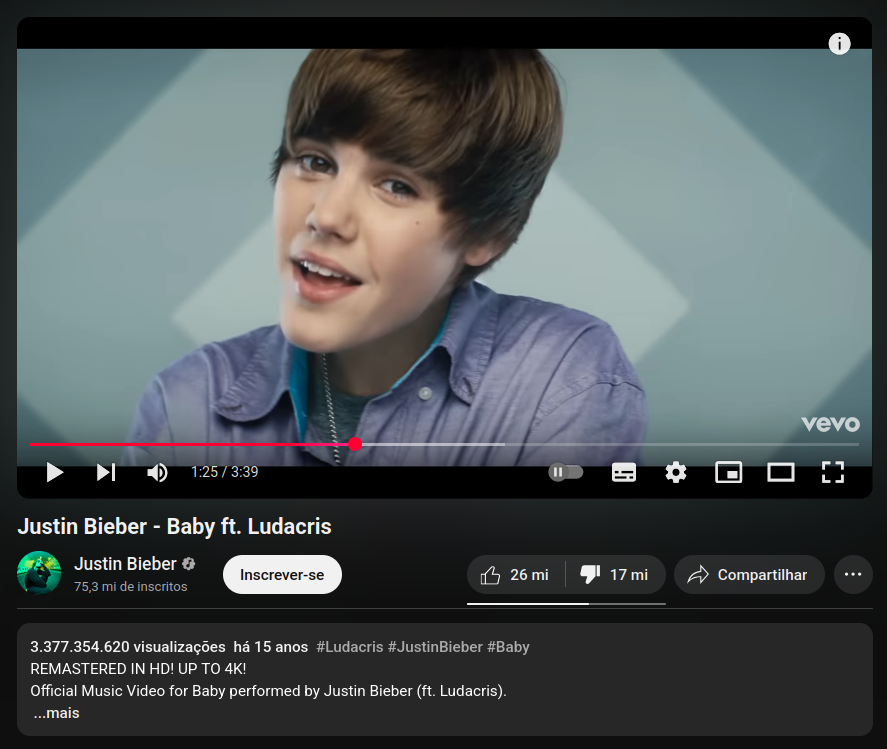 vevo
1:25 / 3:39
Justin Bieber - Baby ft. Ludacris
Justin Bieber
75,3 mi de inscritos
Inscrever-se
26 mi
17 mi
Compartilhar
3.377.354.620 visualizações há 15 anos #Ludacris #JustinBieber #Baby
REMASTERED IN HD! UP TO 4K!
Official Music Video for Baby performed by Justin Bieber (ft. Ludacris).
...mais